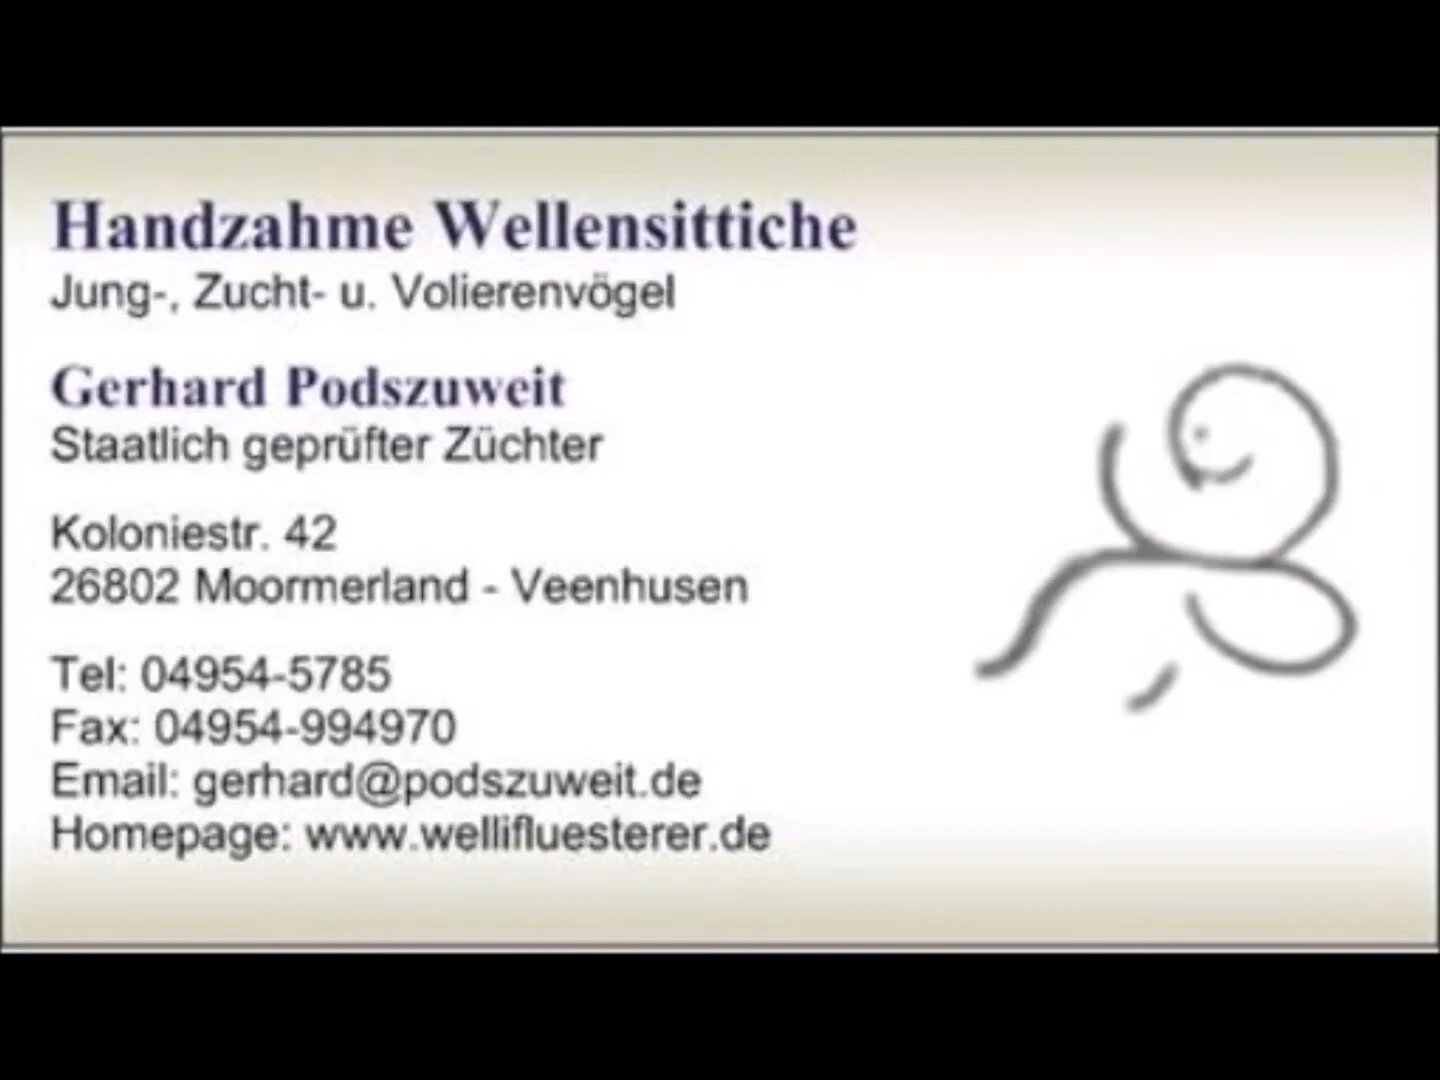 Handzahme Wellensittiche
Jung-, Zucht- u. Volierenvögel
Gerhard Podszuweit
Staatlich geprüfter Züchter
Koloniestr. 42
26802 Moormerland - Veenhusen
Tel: 04954-5785
Fax: 04954-994970
Email: gerhard@podszuweit.de
Homepage: www.wellifluesterer.de